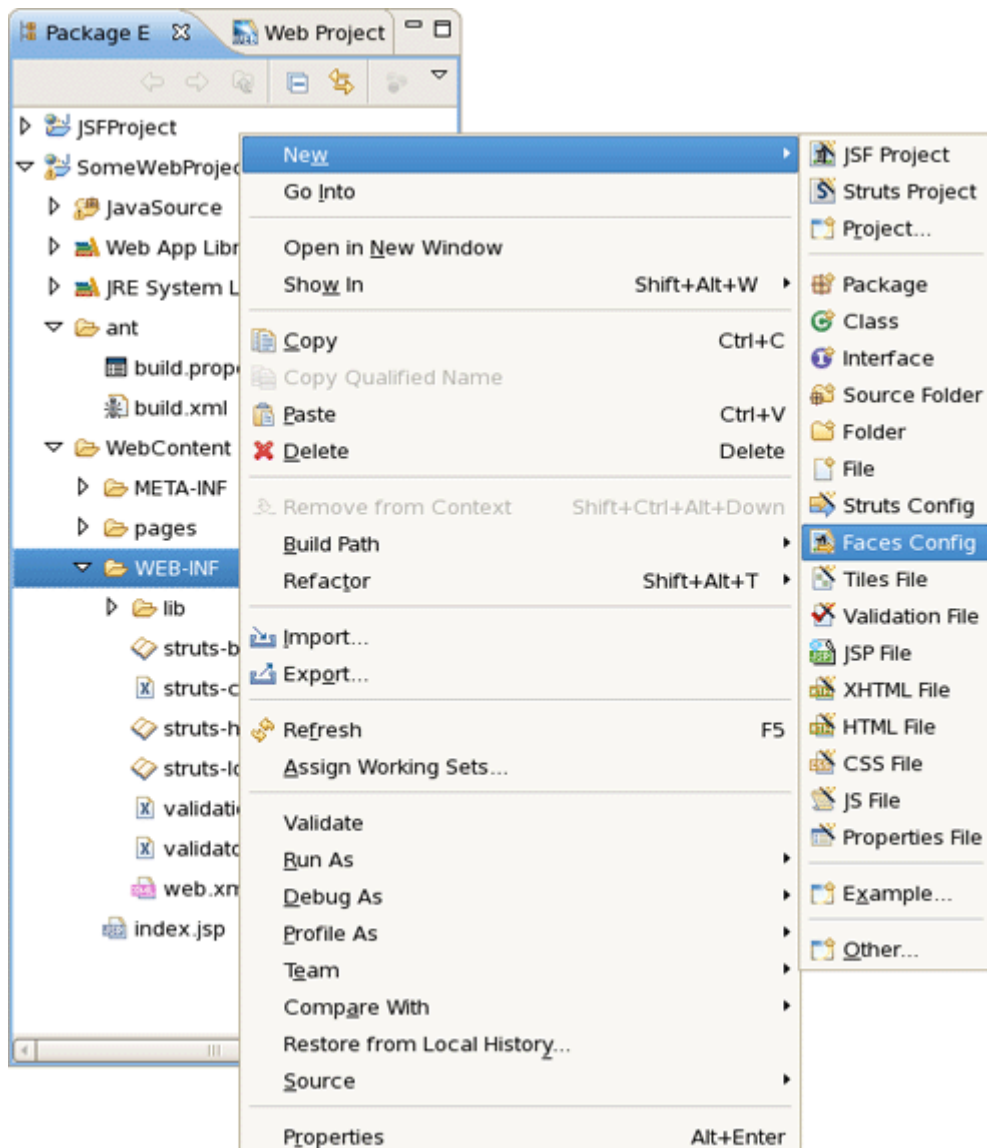 Package E
Web Project
JSFProject
SomeWebProjec
JavaSource
Web App Libr
JRE System L
ant
build.prope
build.xml
WebContent
META-INF
pages
WEB-INF
lib
struts-b
struts-c
struts-h
struts-lo
validati
validato
web.xm
index.jsp
New
Go Into
Open in New Window
Show In Shift+Alt+W
Copy Ctrl+C
Copy Qualified Name
Paste Ctrl+V
Delete Delete
Remove from Context Shift+Ctrl+Alt+Down
Build Path
Refactor Shift+Alt+T
Import...
Export...
Refresh F5
Assign Working Sets...
Validate
Run As
Debug As
Profile As
Team
Compare With
Restore from Local History...
Source
Properties Alt+Enter
JSF Project
Struts Project
Project...
Package
Class
Interface
Source Folder
Folder
File
Struts Config
Faces Config
Tiles File
Validation File
JSP File
XHTML File
HTML File
CSS File
JS File
Properties File
Example...
Other...